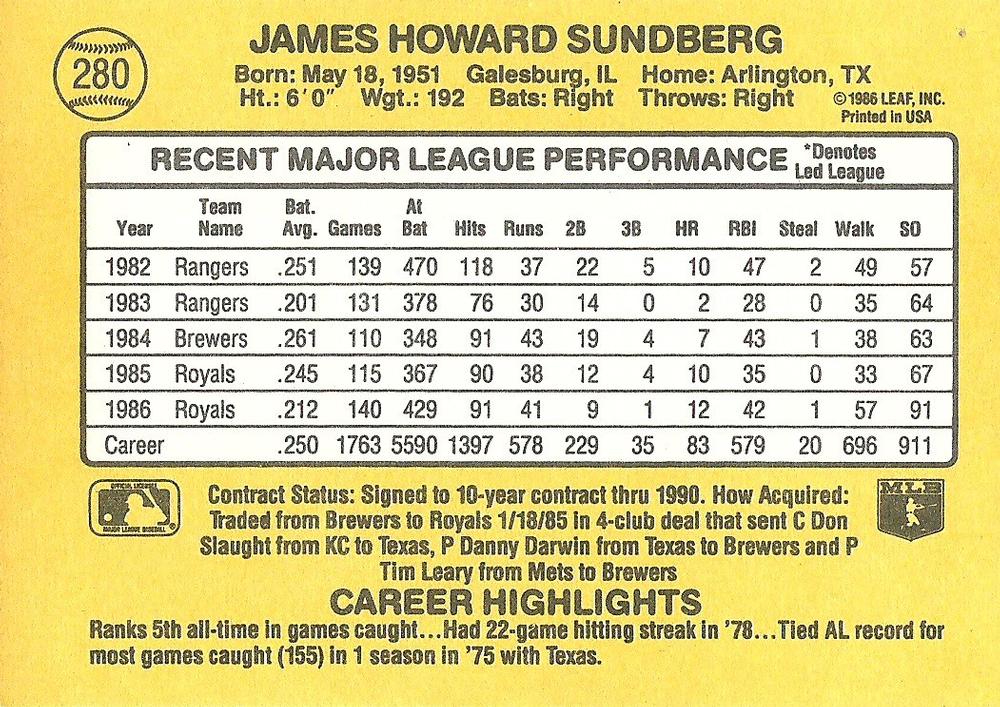 280
JAMES HOWARD SUNDBERG
Born: May 18, 1951 Galesburg, IL Home: Arlington, TX
Ht.: 6'0" Wgt.: 192 Bats: Right Throws: Right
©1986 LEAF, INC.
Printed in USA
RECENT MAJOR LEAGUE PERFORMANCE
*Denotes
Led League
Year Team Name Bat. Avg. Games At Bat Hits Runs 2B 3B HR RBI Steal Walk SO
1982 Rangers .251 139 470 118 37 22 5 10 47 2 49 57
1983 Rangers .201 131 378 76 30 14 0 2 28 0 35 64
1984 Brewers .261 110 348 91 43 19 4 7 43 1 38 63
1985 Royals .245 115 367 90 38 12 4 10 35 0 33 67
1986 Royals .212 140 429 91 41 9 1 12 42 1 57 91
Career .250 1763 5590 1397 578 229 35 83 579 20 696 911
OFFICIAL LICENSEE
MAJOR LEAGUE BASEBALL
MLB
Contract Status: Signed to 10-year contract thru 1990. How Acquired:
Traded from Brewers to Royals 1/18/85 in 4-club deal that sent C Don
Slaught from KC to Texas, P Danny Darwin from Texas to Brewers and P
Tim Leary from Mets to Brewers
CAREER HIGHLIGHTS
Ranks 5th all-time in games caught...Had 22-game hitting streak in '78...Tied AL record for
most games caught (155) in 1 season in '75 with Texas.